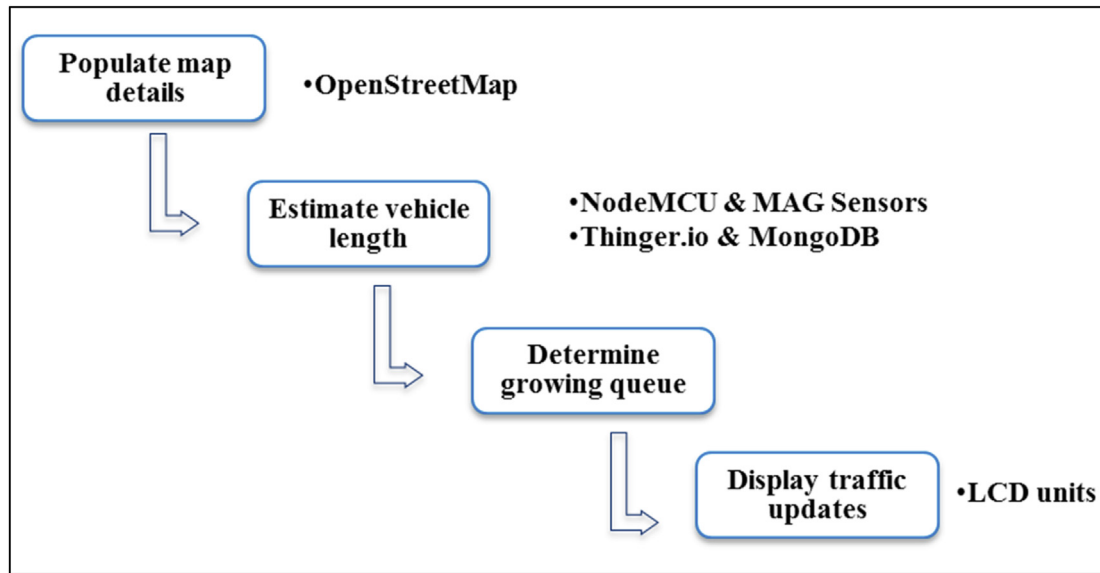 Populate map
details
•OpenStreetMap
Estimate vehicle
length
•NodeMCU & MAG Sensors
•Thinger.io & MongoDB
Determine
growing queue
Display traffic
updates
•LCD units